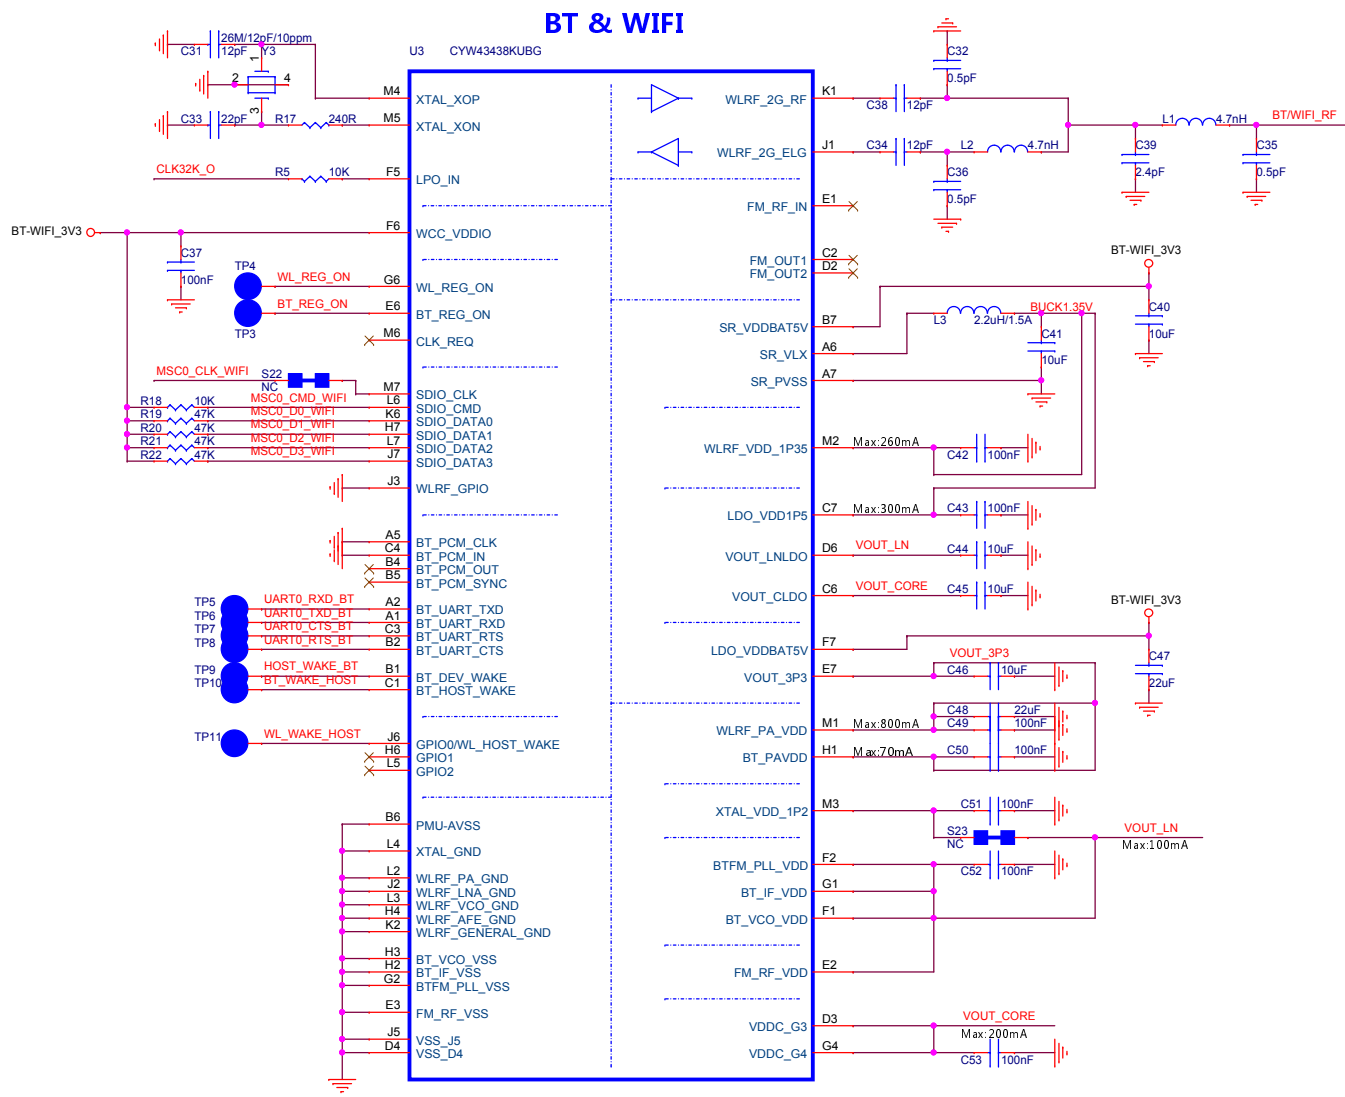 BT & WIFI
U3 CYW43438KUBG
26M/12pF/10ppm
C31 12pF Y3
1
2 4
3
C33 22pF R17 240R
M4 XTAL_XOP
M5 XTAL_XON
CLK32K_O R5 10K F5 LPO_IN
BT-WIFI_3V3 F6 WCC_VDDIO
C37
100nF
TP4 WL_REG_ON G6 WL_REG_ON
BT_REG_ON E6 BT_REG_ON
TP3
M6 CLK_REQ
MSC0_CLK_WIFI S22
NC
M7 SDIO_CLK
R18 10K MSC0_CMD_WIFI L6 SDIO_CMD
R19 47K MSC0_D0_WIFI K6 SDIO_DATA0
R20 47K MSC0_D1_WIFI H7 SDIO_DATA1
R21 47K MSC0_D2_WIFI L7 SDIO_DATA2
R22 47K MSC0_D3_WIFI J7 SDIO_DATA3
J3 WLRF_GPIO
A5 BT_PCM_CLK
C4 BT_PCM_IN
B4 BT_PCM_OUT
B5 BT_PCM_SYNC
TP5 UART0_RXD_BT A2 BT_UART_TXD
TP6 UART0_TXD_BT A1 BT_UART_RXD
TP7 UART0_CTS_BT C3 BT_UART_RTS
TP8 UART0_RTS_BT B2 BT_UART_CTS
TP9 HOST_WAKE_BT B1 BT_DEV_WAKE
TP10 BT_WAKE_HOST C1 BT_HOST_WAKE
TP11 WL_WAKE_HOST J6 GPIO0/WL_HOST_WAKE
H6 GPIO1
L5 GPIO2
B6 PMU-AVSS
L4 XTAL_GND
L2 WLRF_PA_GND
J2 WLRF_LNA_GND
L3 WLRF_VCO_GND
H4 WLRF_AFE_GND
K2 WLRF_GENERAL_GND
H3 BT_VCO_VSS
H2 BT_IF_VSS
G2 BTFM_PLL_VSS
E3 FM_RF_VSS
J5 VSS_J5
D4 VSS_D4
C32
0.5pF
WLRF_2G_RF K1 C38 12pF
L1 4.7nH BT/WIFI_RF
WLRF_2G_ELG J1 C34 12pF L2 4.7nH
C39
2.4pF
C35
0.5pF
C36
0.5pF
FM_RF_IN E1
FM_OUT1 C2
FM_OUT2 D2
BT-WIFI_3V3
C40
10uF
SR_VDDBAT5V B7
BUCK1.35V
L3 2.2uH/1.5A
SR_VLX A6
C41
10uF
SR_PVSS A7
WLRF_VDD_1P35 M2 Max:260mA C42 100nF
LDO_VDD1P5 C7 Max:300mA C43 100nF
VOUT_LNLDO D6 VOUT_LN C44 10uF
VOUT_CLDO C6 VOUT_CORE C45 10uF
BT-WIFI_3V3
LDO_VDDBAT5V F7
C47
22uF
VOUT_3P3
VOUT_3P3 E7 C46 10uF
C48 22uF
WLRF_PA_VDD M1 Max:800mA C49 100nF
BT_PAVDD H1 Max:70mA C50 100nF
XTAL_VDD_1P2 M3 C51 100nF
S23
NC
VOUT_LN
Max:100mA
BTFM_PLL_VDD F2 C52 100nF
BT_IF_VDD G1
BT_VCO_VDD F1
FM_RF_VDD E2
VDDC_G3 D3 VOUT_CORE
Max:200mA
VDDC_G4 G4 C53 100nF